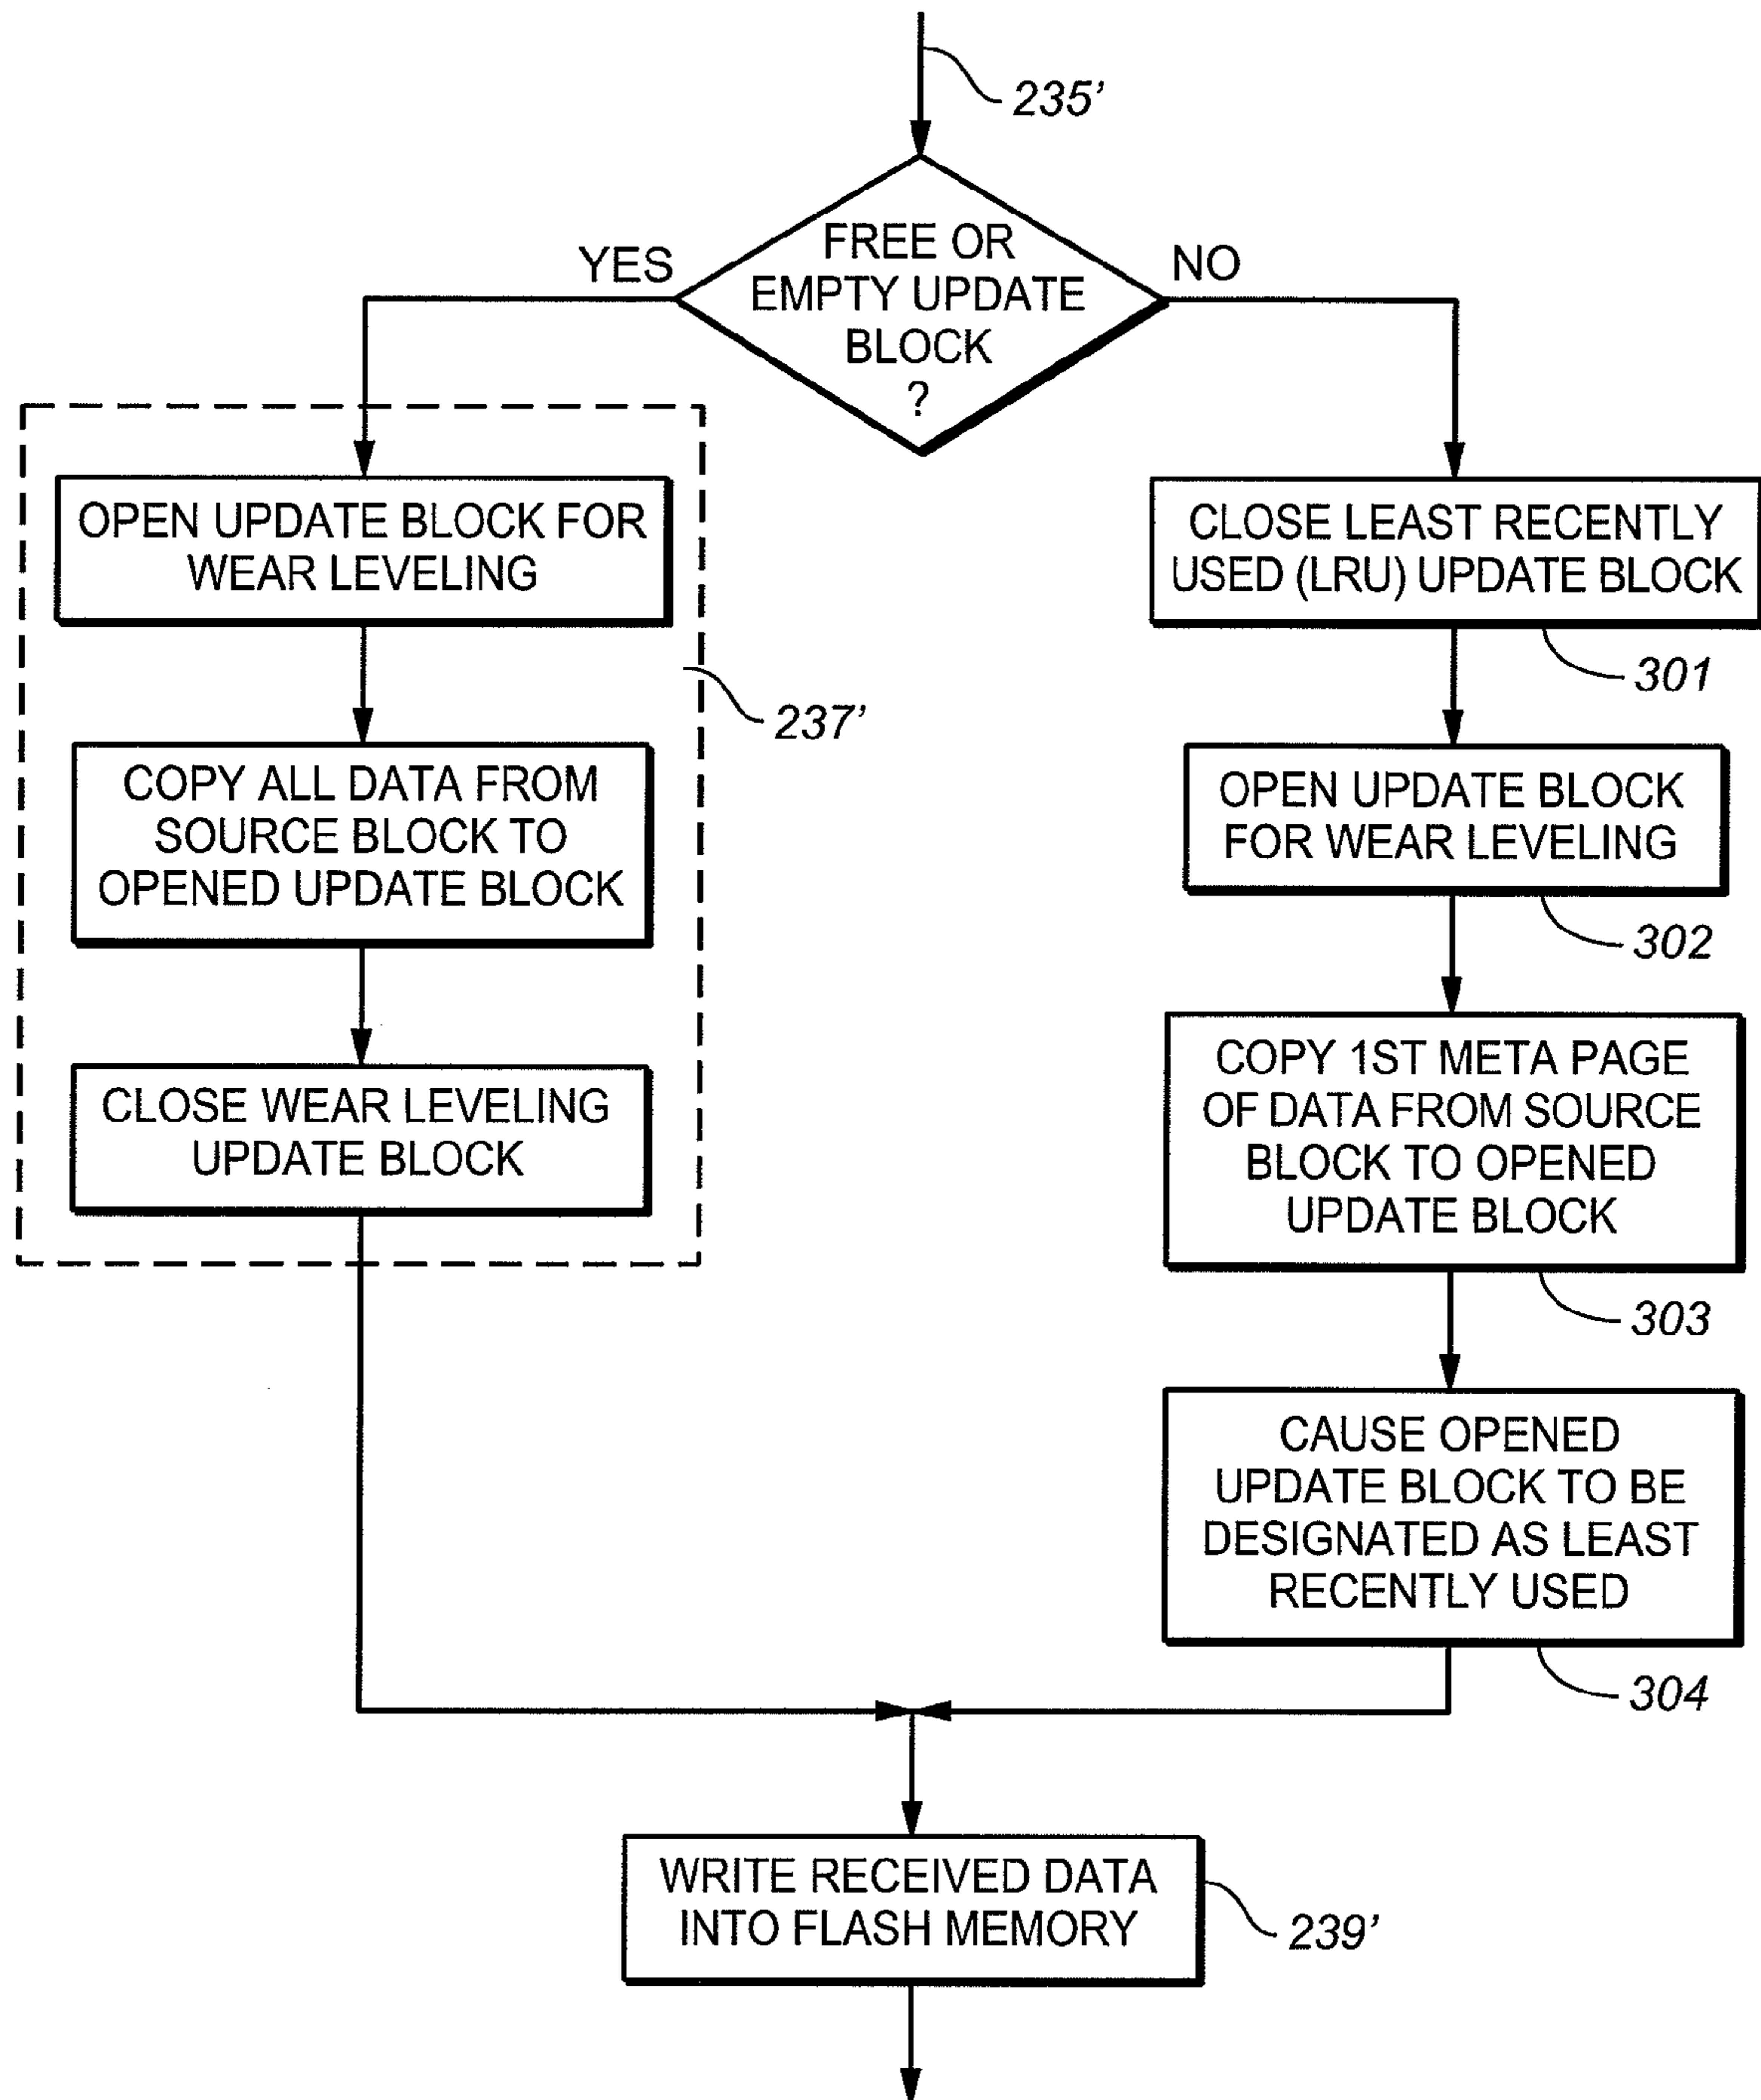 235’
FREE OR
EMPTY UPDATE
BLOCK
?
YES
NO
OPEN UPDATE BLOCK FOR
WEAR LEVELING
COPY ALL DATA FROM
SOURCE BLOCK TO
OPENED UPDATE BLOCK
CLOSE WEAR LEVELING
UPDATE BLOCK
237’
CLOSE LEAST RECENTLY
USED (LRU) UPDATE BLOCK
301
OPEN UPDATE BLOCK
FOR WEAR LEVELING
302
COPY 1ST META PAGE
OF DATA FROM SOURCE
BLOCK TO OPENED
UPDATE BLOCK
303
CAUSE OPENED
UPDATE BLOCK TO BE
DESIGNATED AS LEAST
RECENTLY USED
304
WRITE RECEIVED DATA
INTO FLASH MEMORY
239’